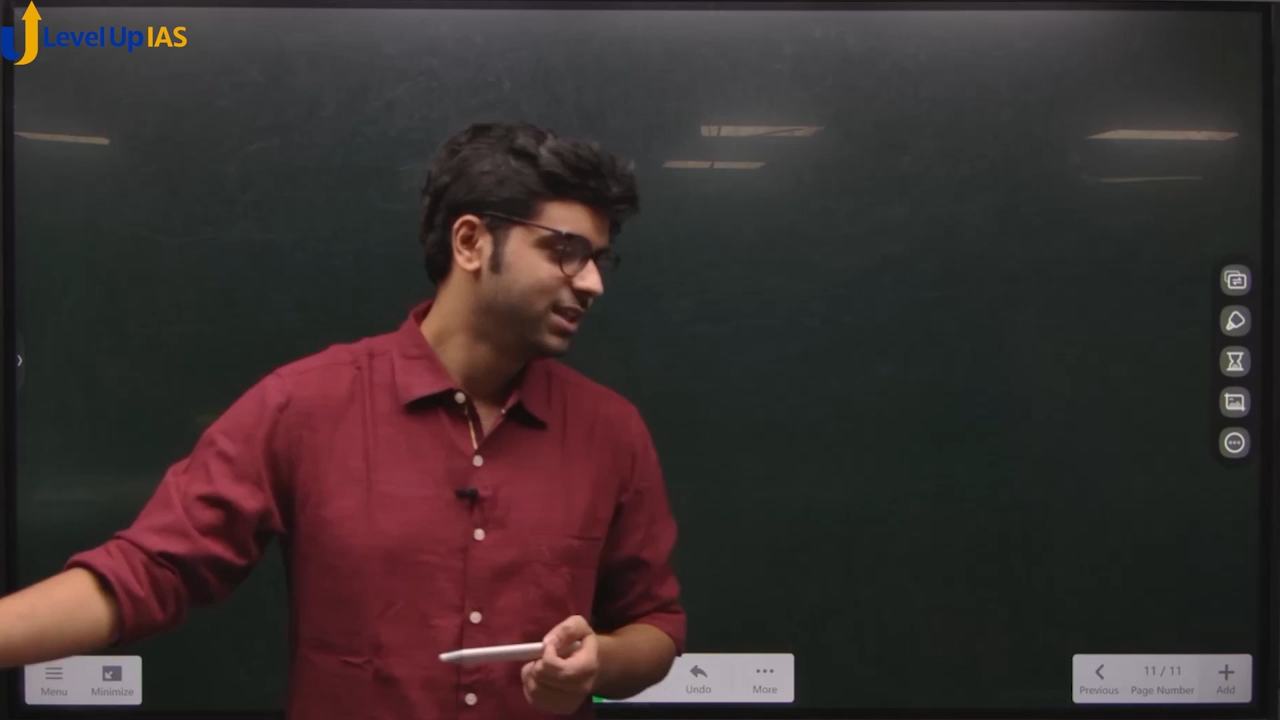 Level Up IAS
Menu
Minimize
Undo
More
Previous
11 / 11
Page Number
Add